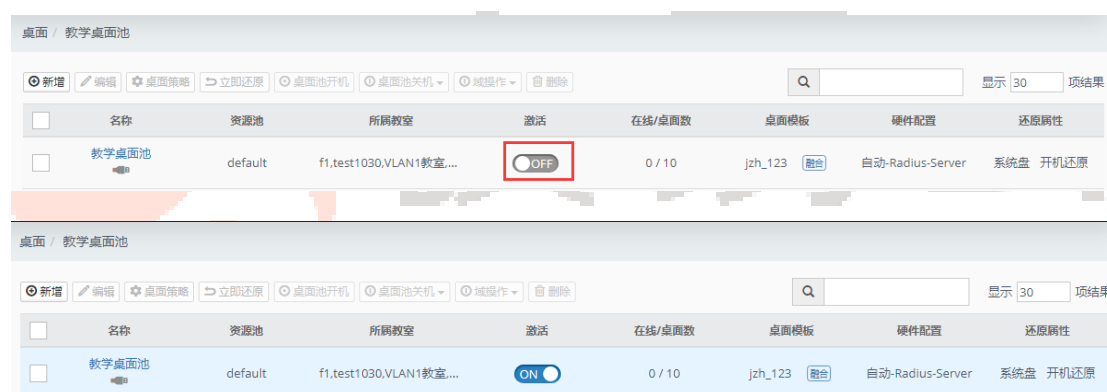 桌面 / 教学桌面池
新增 编辑 桌面策略 立即还原 桌面池开机 桌面池关机 域操作 删除 显示 30 项结果
名称 资源池 所属教室 激活 在线/桌面数 桌面模板 硬件配置 还原属性
教学桌面池 default f1,test1030,VLAN1教室,... OFF 0 / 10 jzh_123 融合 自动-Radius-Server 系统盘 开机还原
桌面 / 教学桌面池
新增 编辑 桌面策略 立即还原 桌面池开机 桌面池关机 域操作 删除 显示 30 项结果
名称 资源池 所属教室 激活 在线/桌面数 桌面模板 硬件配置 还原属性
教学桌面池 default f1,test1030,VLAN1教室,... ON 0 / 10 jzh_123 融合 自动-Radius-Server 系统盘 开机还原